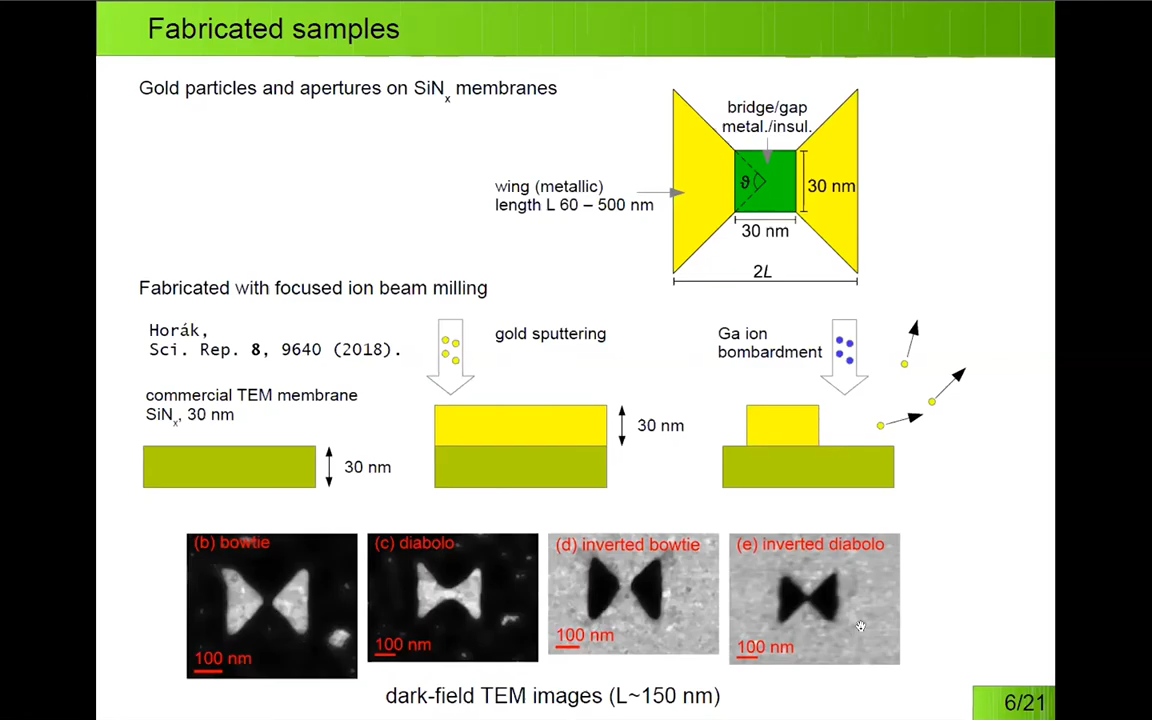 Fabricated samples
Gold particles and apertures on SiNx membranes
bridge/gap
metal./insul.
wing (metallic)
length L 60 – 500 nm
ϑ
30 nm
30 nm
2L
Fabricated with focused ion beam milling
Horák,
Sci. Rep. 8, 9640 (2018).
gold sputtering
Ga ion
bombardment
commercial TEM membrane
SiNx, 30 nm
30 nm
30 nm
(b) bowtie
100 nm
(c) diabolo
100 nm
(d) inverted bowtie
100 nm
(e) inverted diabolo
100 nm
dark-field TEM images (L~150 nm)
6/21